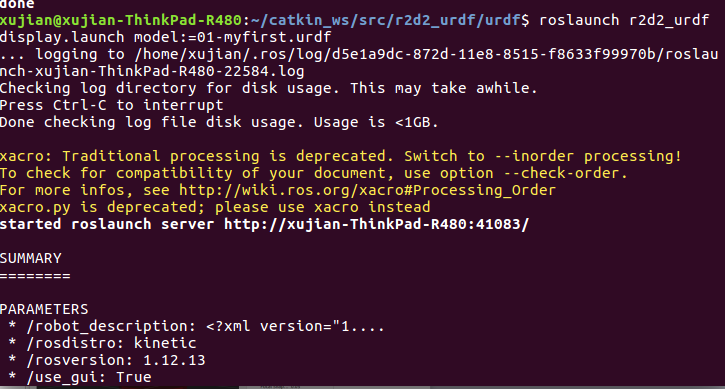 done
xujian@xujian-ThinkPad-R480:~/catkin_ws/src/r2d2_urdf/urdf$ roslaunch r2d2_urdf
display.launch model:=01-myfirst.urdf
... logging to /home/xujian/.ros/log/d5e1a9dc-872d-11e8-8515-f8633f99970b/roslau
nch-xujian-ThinkPad-R480-22584.log
Checking log directory for disk usage. This may take awhile.
Press Ctrl-C to interrupt
Done checking log file disk usage. Usage is <1GB.
xacro: Traditional processing is deprecated. Switch to --inorder processing!
To check for compatibility of your document, use option --check-order.
For more infos, see http://wiki.ros.org/xacro#Processing_Order
xacro.py is deprecated; please use xacro instead
started roslaunch server http://xujian-ThinkPad-R480:41083/
SUMMARY
========
PARAMETERS
* /robot_description: <?xml version="1....
* /rosdistro: kinetic
* /rosversion: 1.12.13
* /use_gui: True